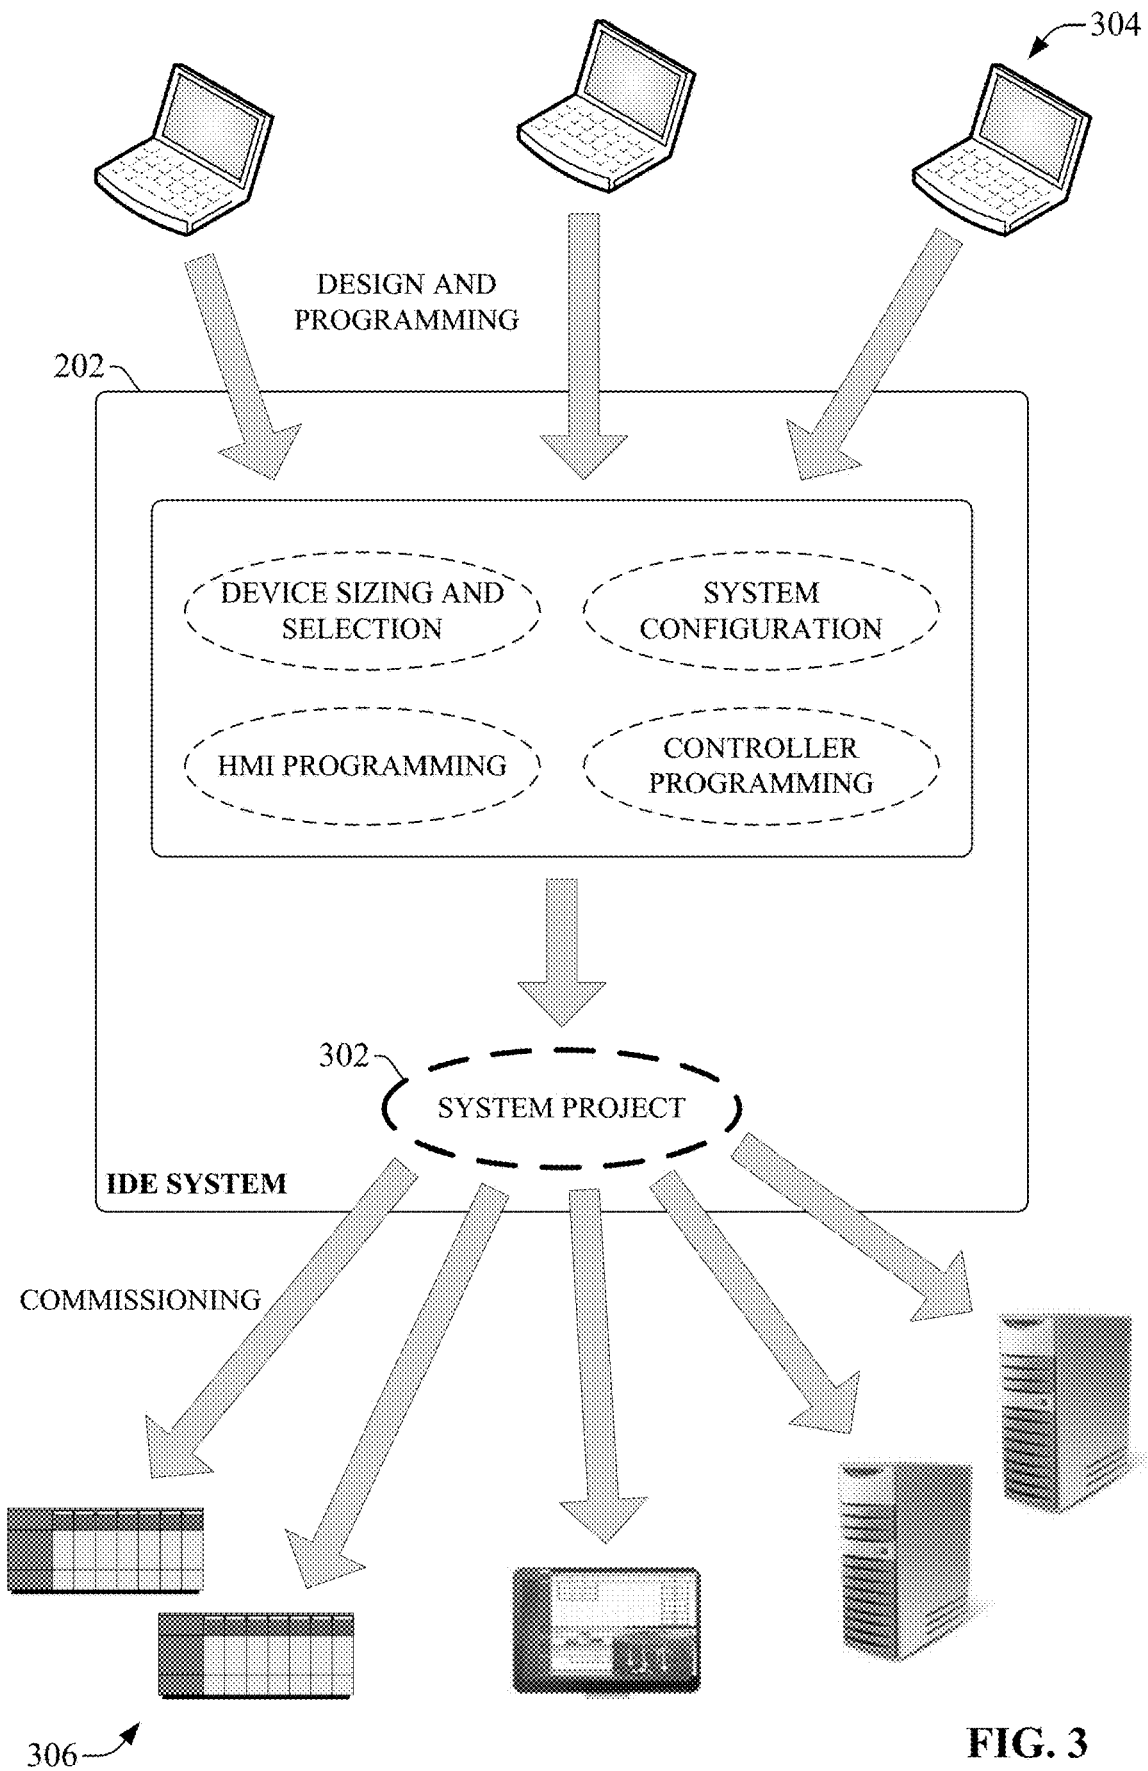 304
DESIGN AND
PROGRAMMING
202
DEVICE SIZING AND
SELECTION
SYSTEM
CONFIGURATION
HMI PROGRAMMING
CONTROLLER
PROGRAMMING
302
SYSTEM PROJECT
IDE SYSTEM
COMMISSIONING
306
FIG. 3